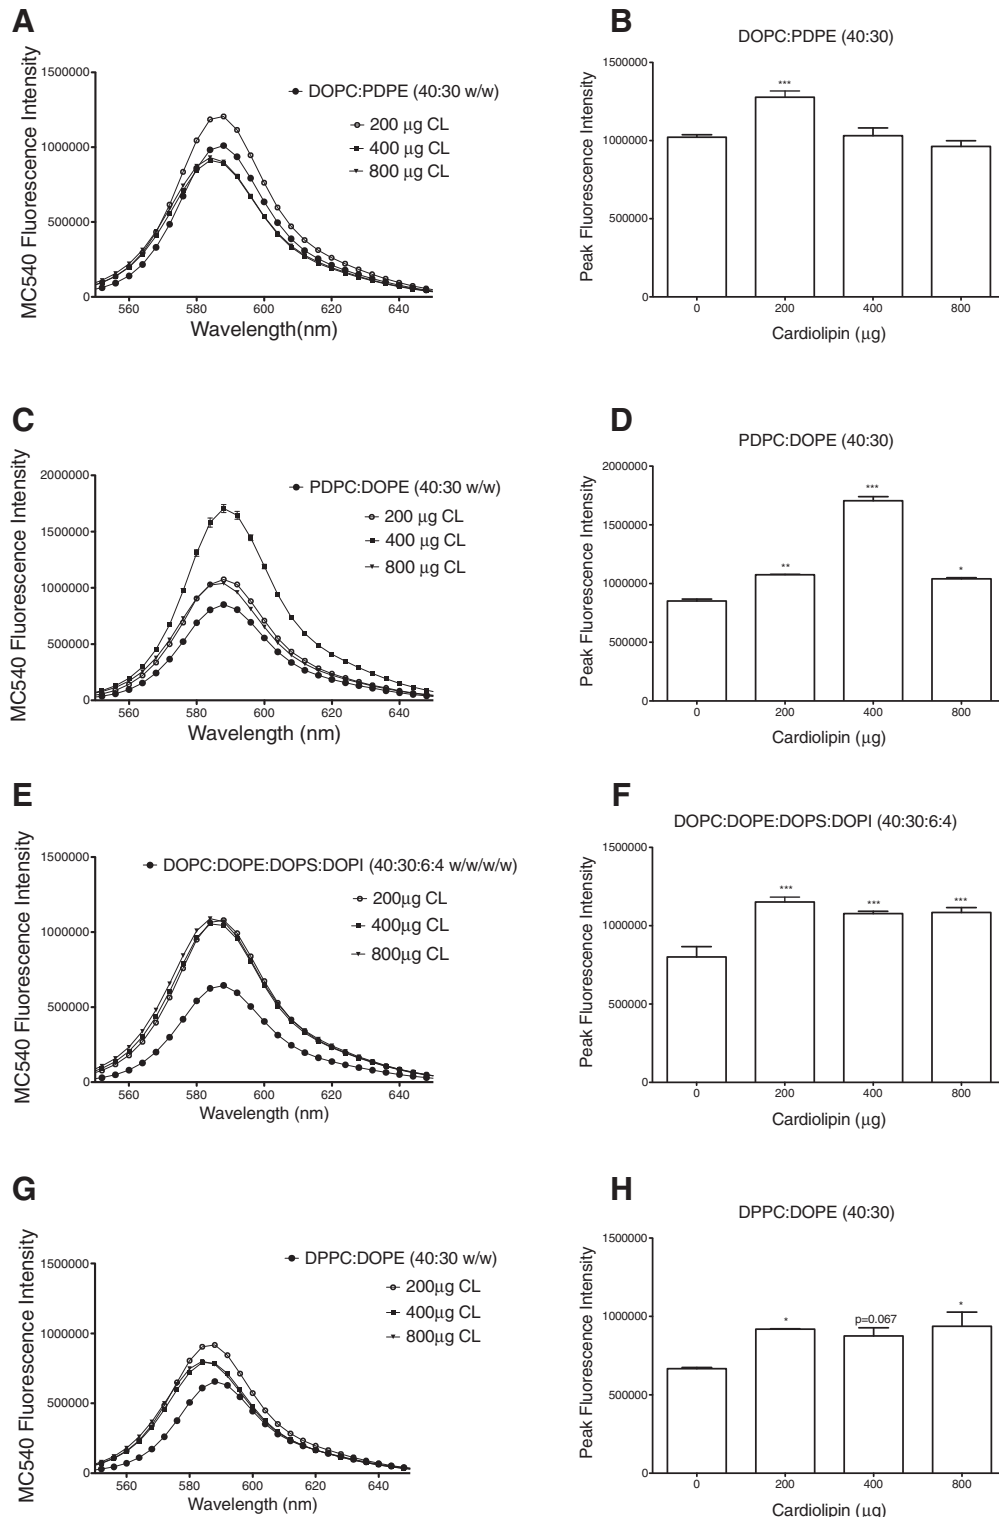 A
MC540 Fluorescence Intensity
1500000
1000000
500000
0
560
580
600
620
640
Wavelength(nm)
DOPC:PDPE (40:30 w/w)
200 μg CL
400 μg CL
800 μg CL
B
DOPC:PDPE (40:30)
Peak Fluorescence Intensity
1500000
1000000
500000
0
***
0
200
400
800
Cardiolipin (μg)
C
MC540 Fluorescence Intensity
2000000
1500000
1000000
500000
0
560
580
600
620
640
Wavelength (nm)
PDPC:DOPE (40:30 w/w)
200 μg CL
400 μg CL
800 μg CL
D
PDPC:DOPE (40:30)
Peak Fluorescence Intensity
2000000
1500000
1000000
500000
0
**
***
*
0
200
400
800
Cardiolipin (μg)
E
MC540 Fluorescence Intensity
1500000
1000000
500000
0
560
580
600
620
640
Wavelength (nm)
DOPC:DOPE:DOPS:DOPI (40:30:6:4 w/w/w/w)
200μg CL
400μg CL
800μg CL
F
DOPC:DOPE:DOPS:DOPI (40:30:6:4)
Peak Fluorescence Intensity
1500000
1000000
500000
0
***
***
***
0
200
400
800
Cardiolipin (μg)
G
MC540 Fluorescence Intensity
1500000
1000000
500000
0
560
580
600
620
640
Wavelength (nm)
DPPC:DOPE (40:30 w/w)
200μg CL
400μg CL
800μg CL
H
DPPC:DOPE (40:30)
Peak Fluorescence Intensity
1500000
1000000
500000
0
*
p=0.067
*
0
200
400
800
Cardiolipin (μg)